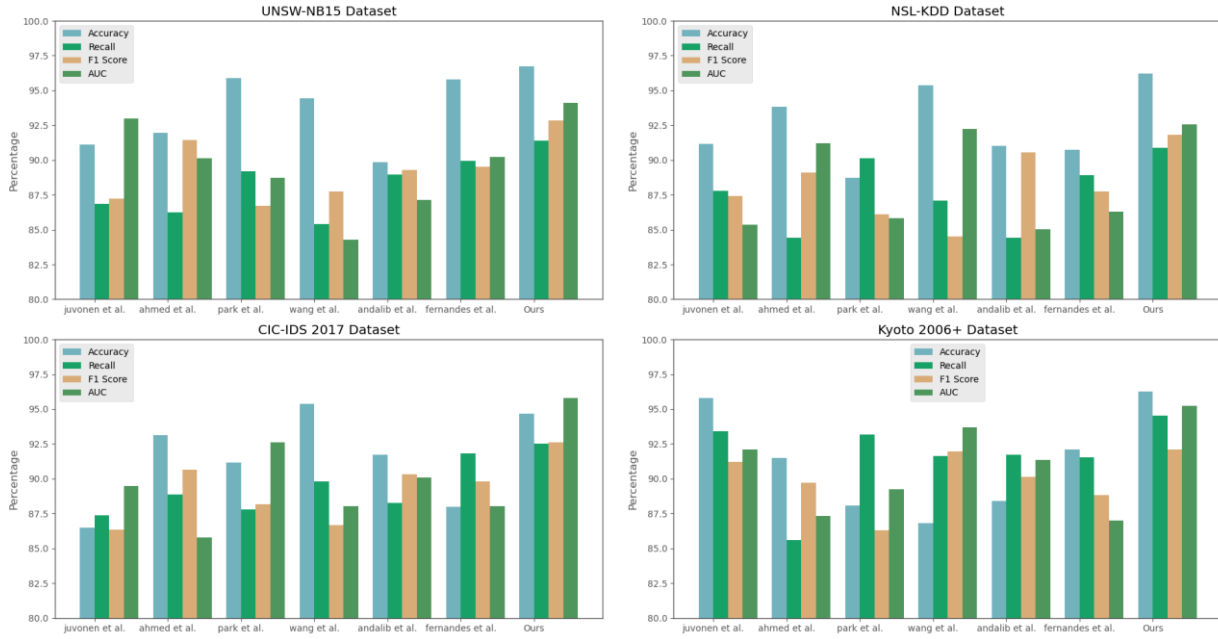 UNSW-NB15 Dataset
100.0
97.5
95.0
92.5
90.0
87.5
85.0
82.5
80.0
Percentage
Accuracy
Recall
F1 Score
AUC
juvonen et al. ahmed et al. park et al. wang et al. andalib et al. fernandes et al. Ours
NSL-KDD Dataset
100.0
97.5
95.0
92.5
90.0
87.5
85.0
82.5
80.0
Percentage
Accuracy
Recall
F1 Score
AUC
juvonen et al. ahmed et al. park et al. wang et al. andalib et al. fernandes et al. Ours
CIC-IDS 2017 Dataset
100.0
97.5
95.0
92.5
90.0
87.5
85.0
82.5
80.0
Percentage
Accuracy
Recall
F1 Score
AUC
juvonen et al. ahmed et al. park et al. wang et al. andalib et al. fernandes et al. Ours
Kyoto 2006+ Dataset
100.0
97.5
95.0
92.5
90.0
87.5
85.0
82.5
80.0
Percentage
Accuracy
Recall
F1 Score
AUC
juvonen et al. ahmed et al. park et al. wang et al. andalib et al. fernandes et al. Ours